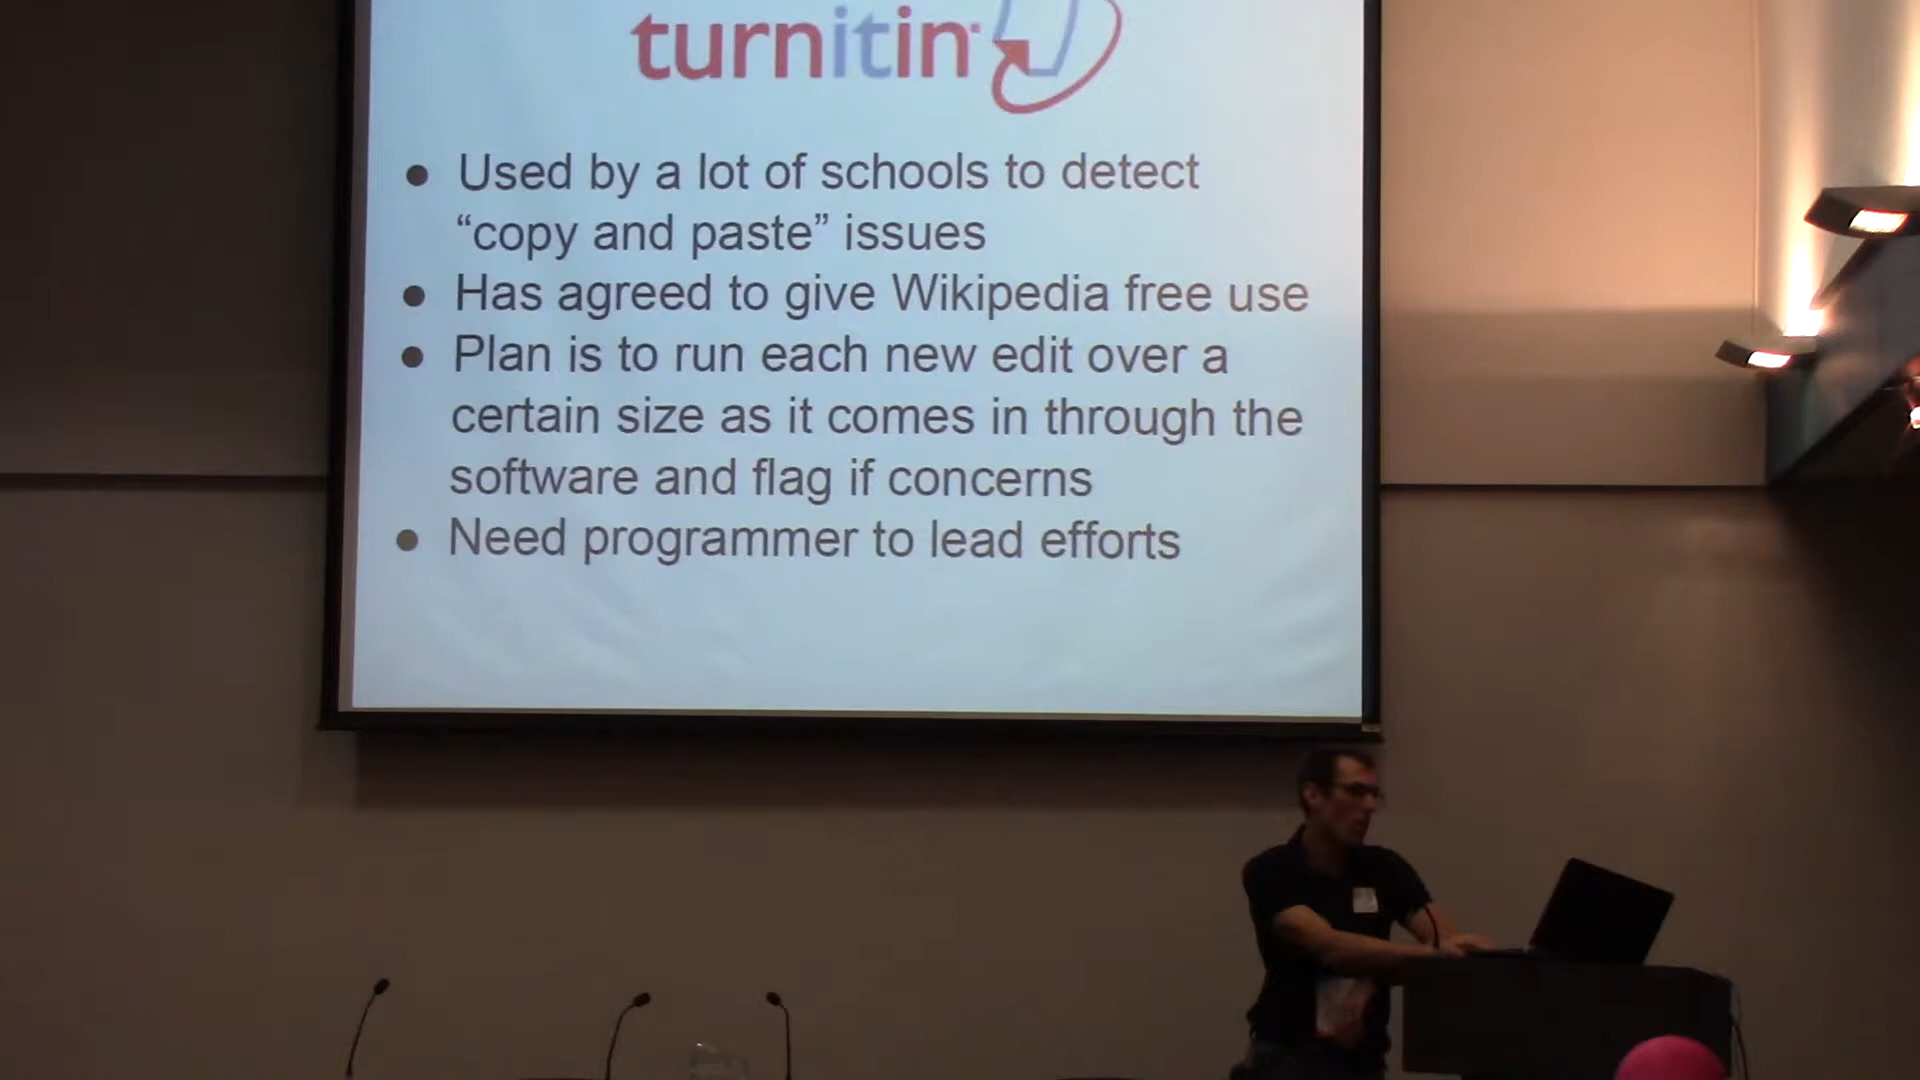 turnitin
● Used by a lot of schools to detect
“copy and paste” issues
● Has agreed to give Wikipedia free use
● Plan is to run each new edit over a
certain size as it comes in through the
software and flag if concerns
● Need programmer to lead efforts